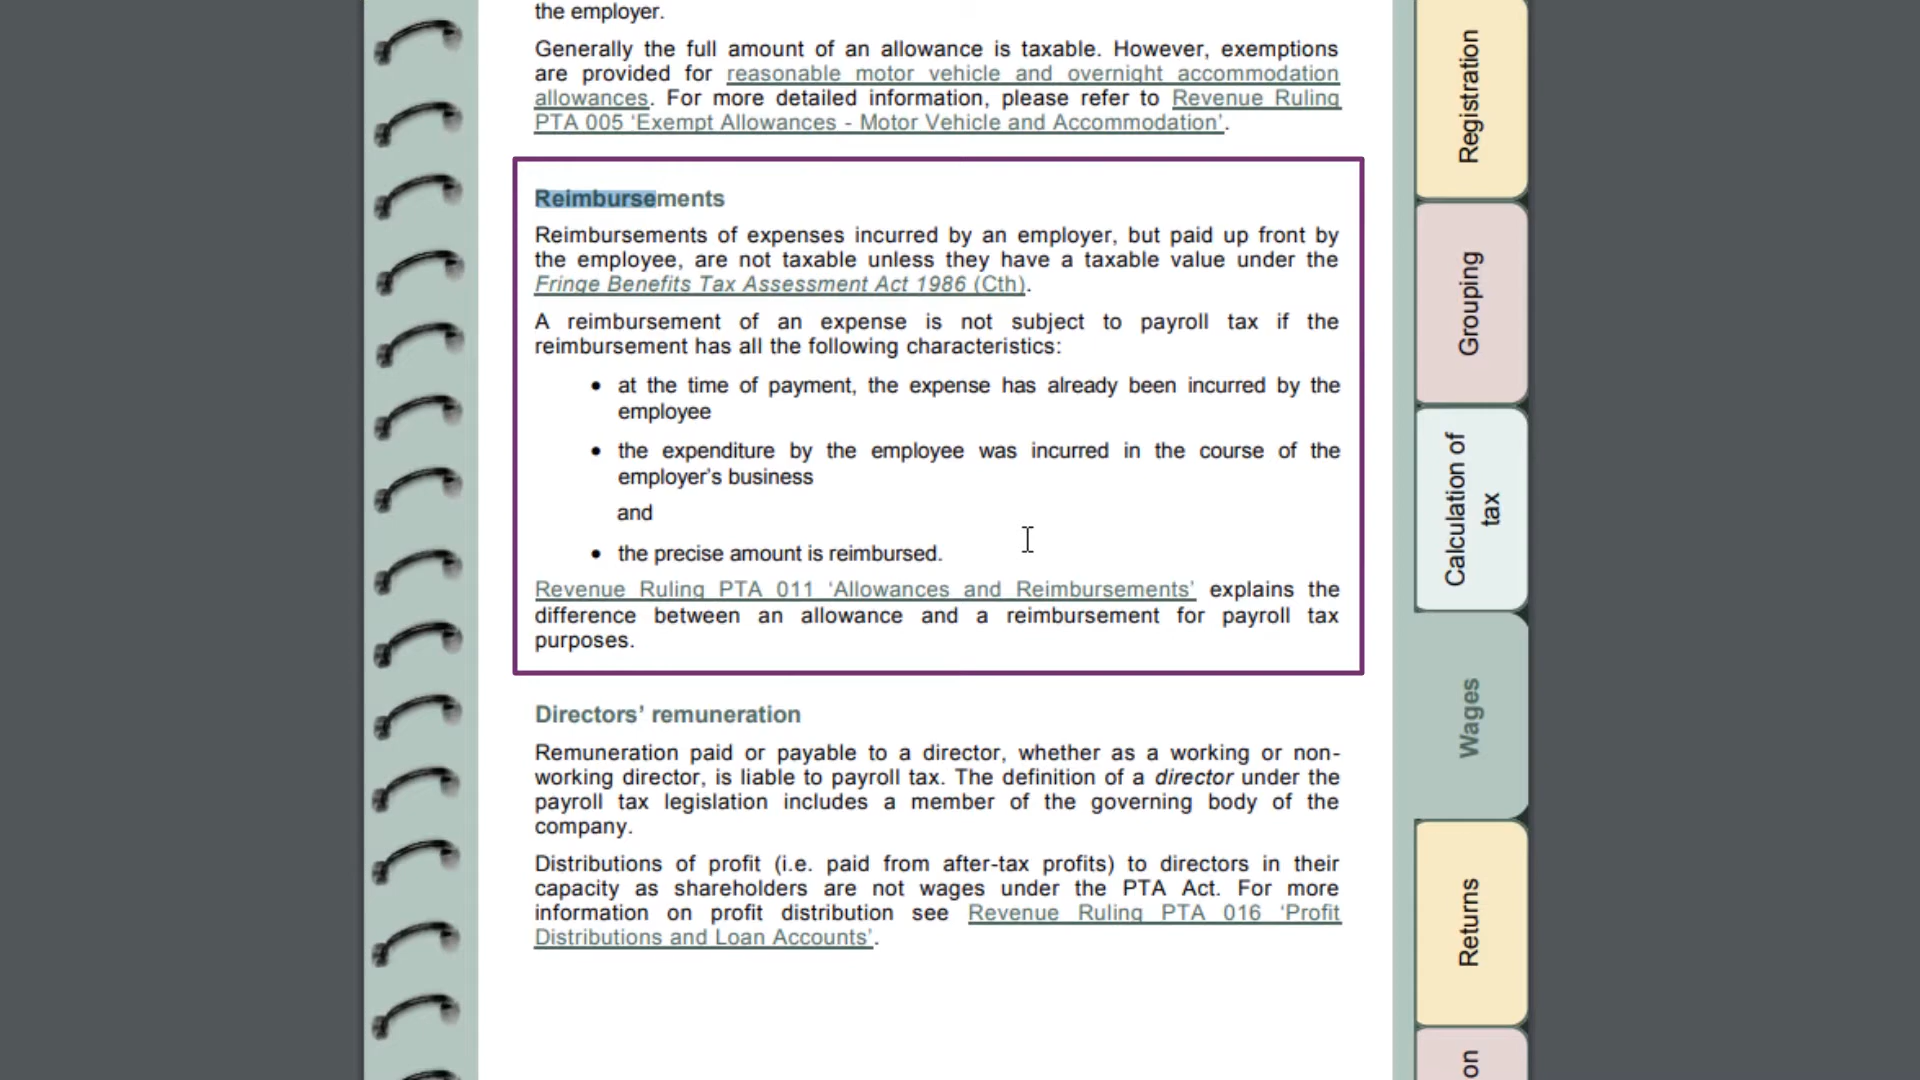 the employer.
Generally the full amount of an allowance is taxable. However, exemptions
are provided for reasonable motor vehicle and overnight accommodation
allowances. For more detailed information, please refer to Revenue Ruling
PTA 005 ‘Exempt Allowances - Motor Vehicle and Accommodation’.
Reimbursements
Reimbursements of expenses incurred by an employer, but paid up front by
the employee, are not taxable unless they have a taxable value under the
Fringe Benefits Tax Assessment Act 1986 (Cth).
A reimbursement of an expense is not subject to payroll tax if the
reimbursement has all the following characteristics:
• at the time of payment, the expense has already been incurred by the
employee
• the expenditure by the employee was incurred in the course of the
employer’s business
and
• the precise amount is reimbursed.
Revenue Ruling PTA 011 ‘Allowances and Reimbursements’ explains the
difference between an allowance and a reimbursement for payroll tax
purposes.
Directors’ remuneration
Remuneration paid or payable to a director, whether as a working or non-
working director, is liable to payroll tax. The definition of a director under the
payroll tax legislation includes a member of the governing body of the
company.
Distributions of profit (i.e. paid from after-tax profits) to directors in their
capacity as shareholders are not wages under the PTA Act. For more
information on profit distribution see Revenue Ruling PTA 016 ‘Profit
Distributions and Loan Accounts’.
Registration
Grouping
Calculation of
tax
Wages
Returns
on